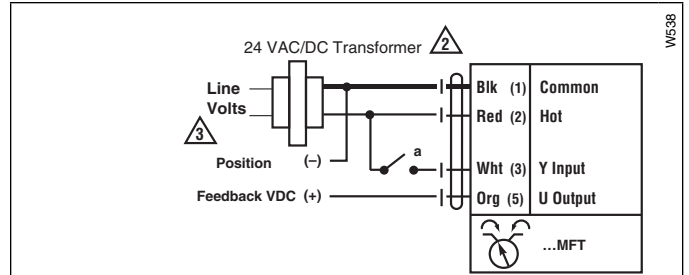 W538
24 VAC/DC Transformer 2
Line
Volts
3
Blk (1) Common
Red (2) Hot
a
Position (–)
Wht (3) Y Input
Feedback VDC (+)
Org (5) U Output
...MFT